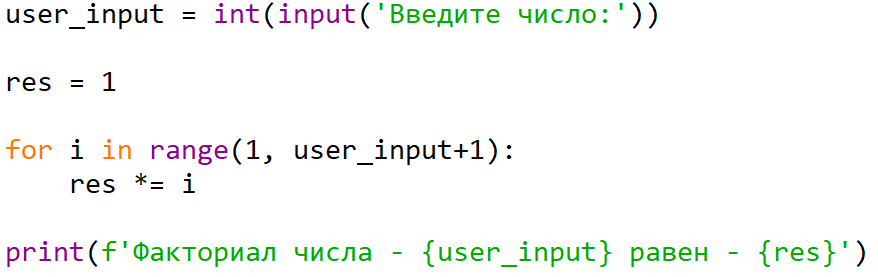 user_input = int(input('Введите число:'))
res = 1
for i in range(1, user_input+1):
    res *= i
print(f'Факториал числа - {user_input} равен - {res}')